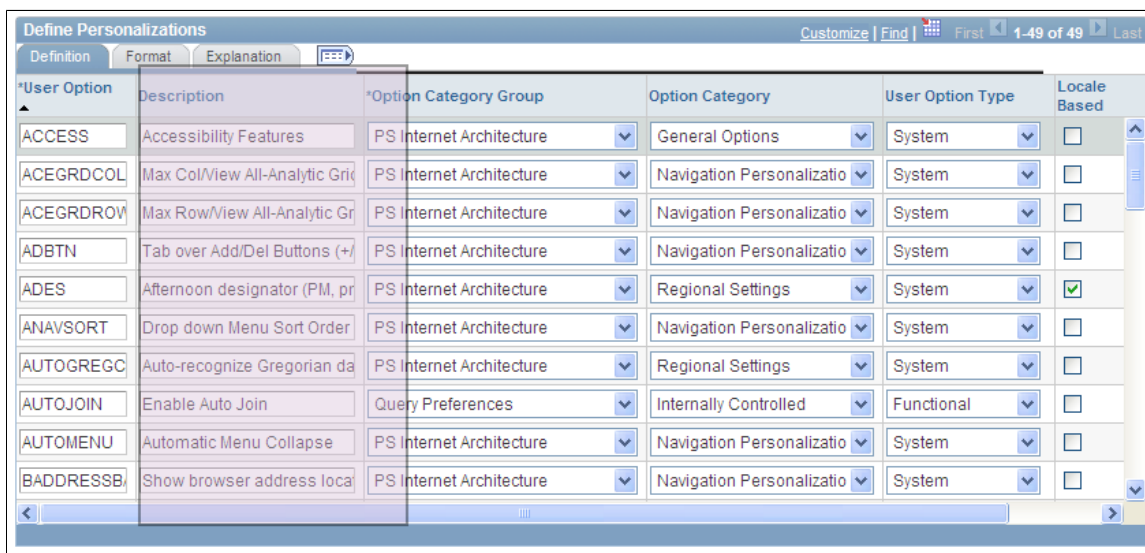 Define Personalizations Customize | Find | First 1-49 of 49 Last
Definition Format Explanation
*User Option Description *Option Category Group Option Category User Option Type Locale Based
ACCESS Accessibility Features PS Internet Architecture General Options System
ACEGRDCOL Max Col/View All-Analytic Grid PS Internet Architecture Navigation Personalizatio System
ACEGRDROW Max Row/View All-Analytic Gr PS Internet Architecture Navigation Personalizatio System
ADBTN Tab over Add/Del Buttons (+/ PS Internet Architecture Navigation Personalizatio System
ADES Afternoon designator (PM, pr PS Internet Architecture Regional Settings System
ANAVSORT Drop down Menu Sort Order PS Internet Architecture Navigation Personalizatio System
AUTOGREGC Auto-recognize Gregorian da PS Internet Architecture Regional Settings System
AUTOJOIN Enable Auto Join Query Preferences Internally Controlled Functional
AUTOMENU Automatic Menu Collapse PS Internet Architecture Navigation Personalizatio System
BADDRESSB Show browser address loca PS Internet Architecture Navigation Personalizatio System